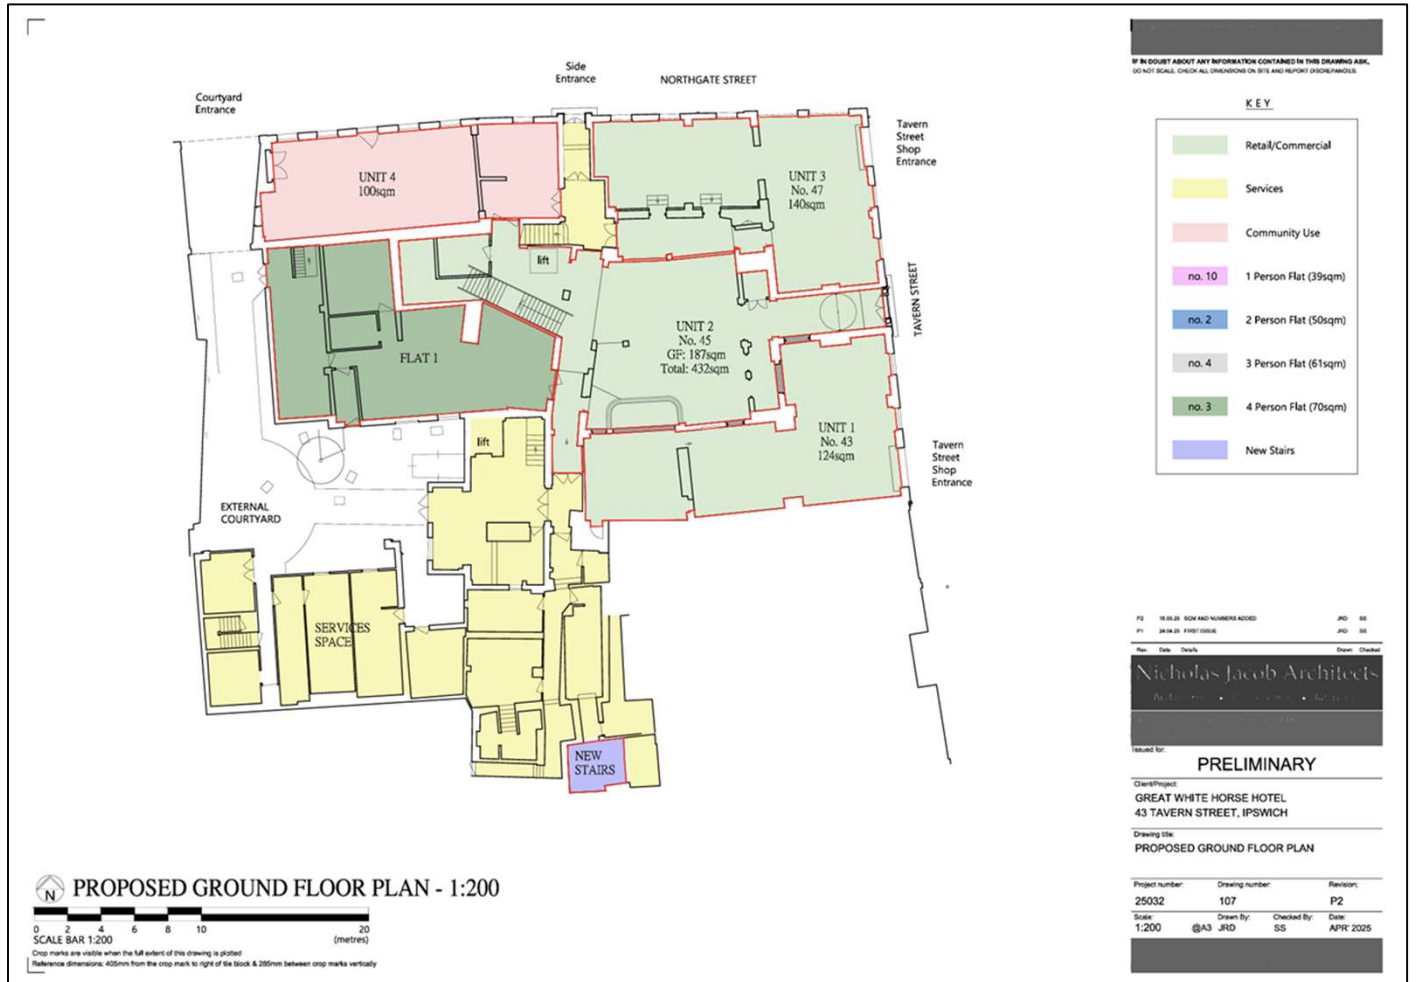 Courtyard
Entrance
Side
Entrance
NORTHGATE STREET
Tavern
Street
Shop
Entrance
UNIT 4
100sqm
UNIT 3
No. 47
140sqm
lift
TAVERN STREET
UNIT 2
No. 45
GF: 187sqm
Total: 432sqm
FLAT 1
UNIT 1
No. 43
124sqm
lift
Tavern
Street
Shop
Entrance
EXTERNAL
COURTYARD
SERVICES
SPACE
NEW
STAIRS
N
PROPOSED GROUND FLOOR PLAN - 1:200
0 2 4 6 8 10 20
SCALE BAR 1:200 (metres)
Crop marks are visible when the full extent of this drawing is plotted
Reference dimensions: 405mm from the crop mark to right of tle block & 285mm between crop marks vertically
IF IN DOUBT ABOUT ANY INFORMATION CONTAINED IN THIS DRAWING ASK,
DO NOT SCALE. CHECK ALL DIMENSIONS ON SITE AND REPORT DISCREPANCIES.
KEY
Retail/Commercial
Services
Community Use
no. 10 1 Person Flat (39sqm)
no. 2 2 Person Flat (50sqm)
no. 4 3 Person Flat (61sqm)
no. 3 4 Person Flat (70sqm)
New Stairs
P2 SQM AND NUMBERS ADDED JRD SS
P1 FIRST ISSUE JRD SS
Rev: Date Details Drawn Checked
Nicholas Jacob Architects
Issued for:
PRELIMINARY
Client/Project:
GREAT WHITE HORSE HOTEL
43 TAVERN STREET, IPSWICH
Drawing title:
PROPOSED GROUND FLOOR PLAN
Project number: Drawing number: Revision:
25032 107 P2
Scale: Drawn By: Checked By: Date:
1:200 @A3 JRD SS APR' 2025